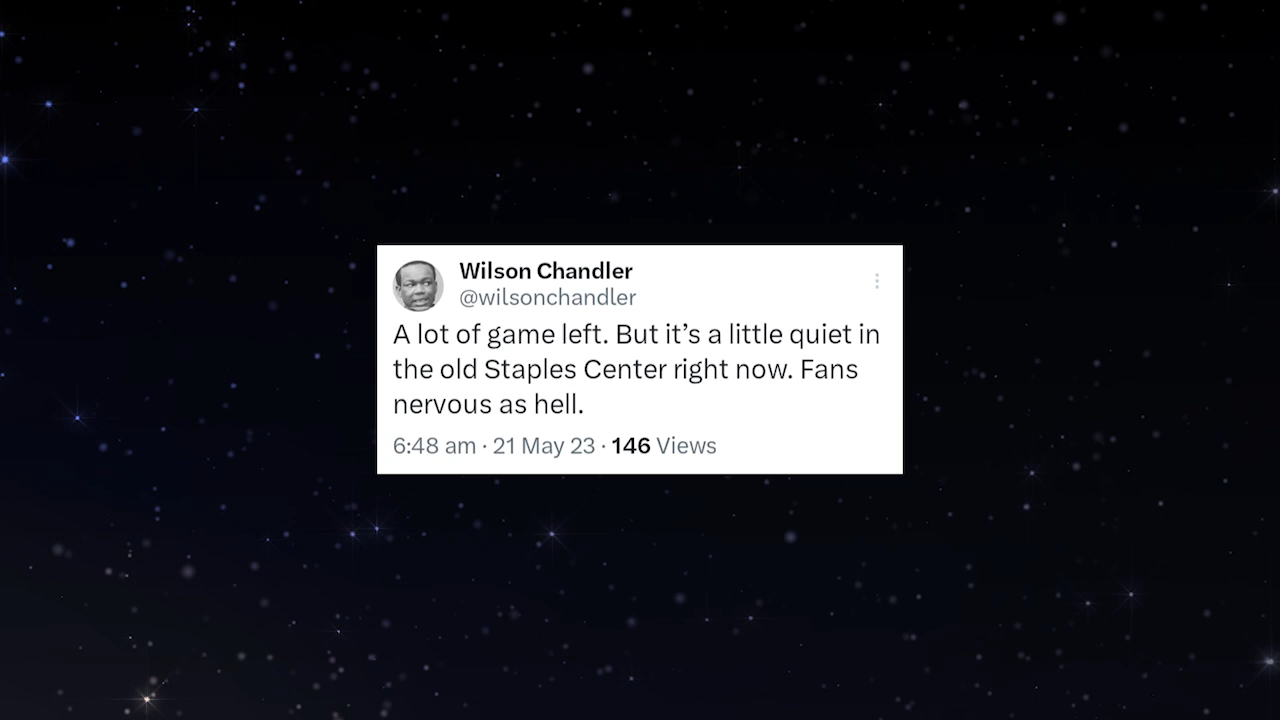 Wilson Chandler
@wilsonchandler
A lot of game left. But it’s a little quiet in
the old Staples Center right now. Fans
nervous as hell.
6:48 am · 21 May 23 · 146 Views